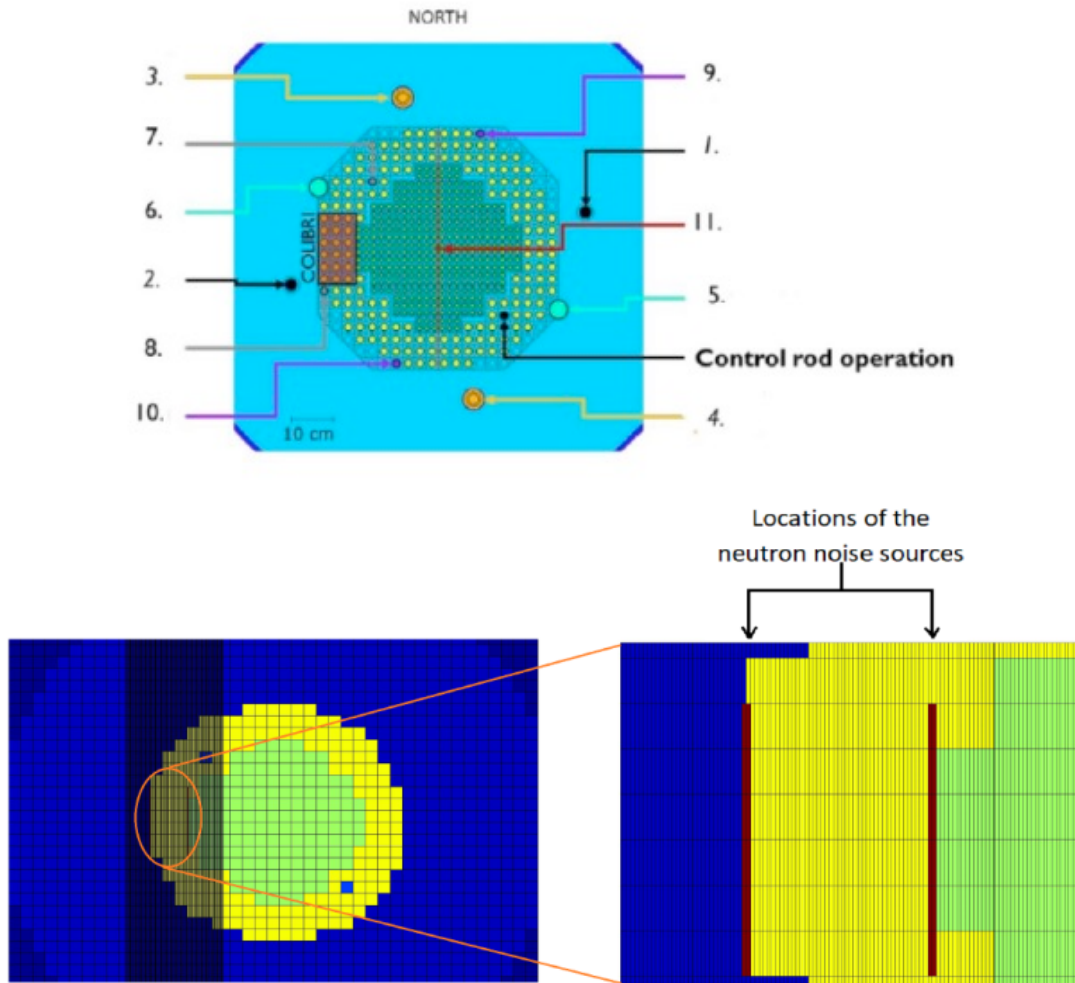 NORTH
3.
9.
7.
1.
6.
11.
COLIBRI
2.
5.
8.
Control rod operation
10.
10 cm
4.
Locations of the
neutron noise sources